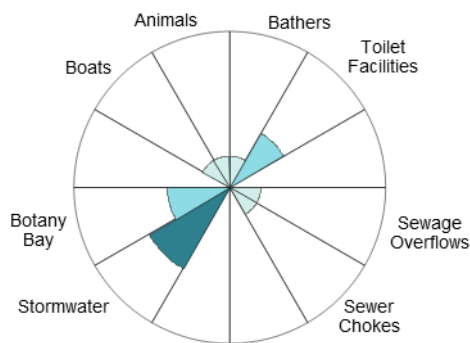 Animals
Bathers
Toilet
Facilities
Boats
Botany
Bay
Sewage
Overflows
Stormwater
Sewer
Chokes